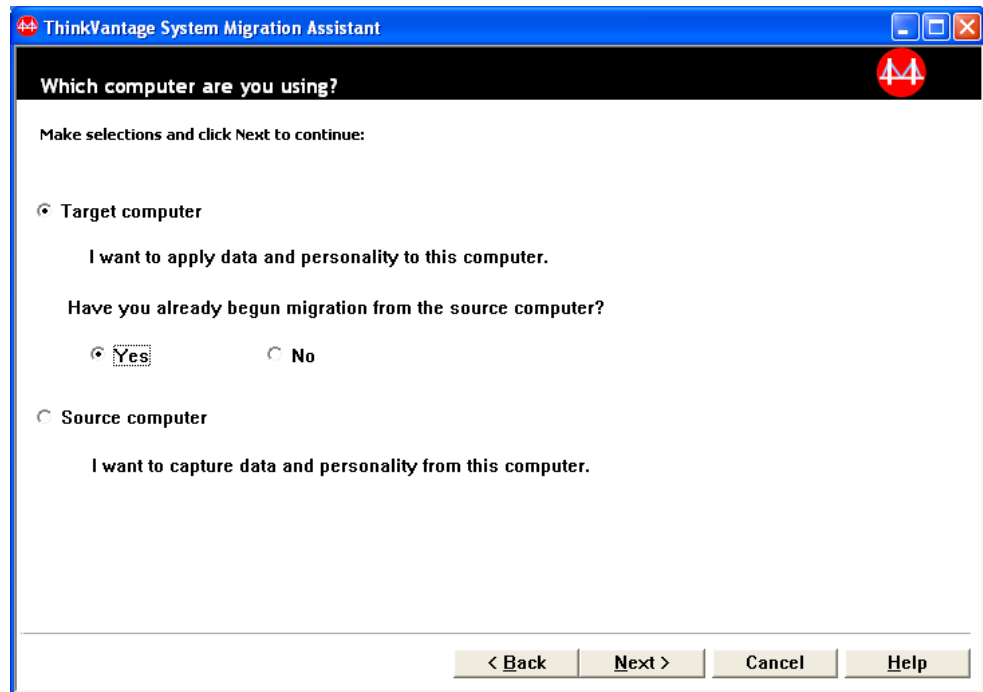 ThinkVantage System Migration Assistant
Which computer are you using?
Make selections and click Next to continue:
Target computer
I want to apply data and personality to this computer.
Have you already begun migration from the source computer?
Yes No
Source computer
I want to capture data and personality from this computer.
< Back Next > Cancel Help